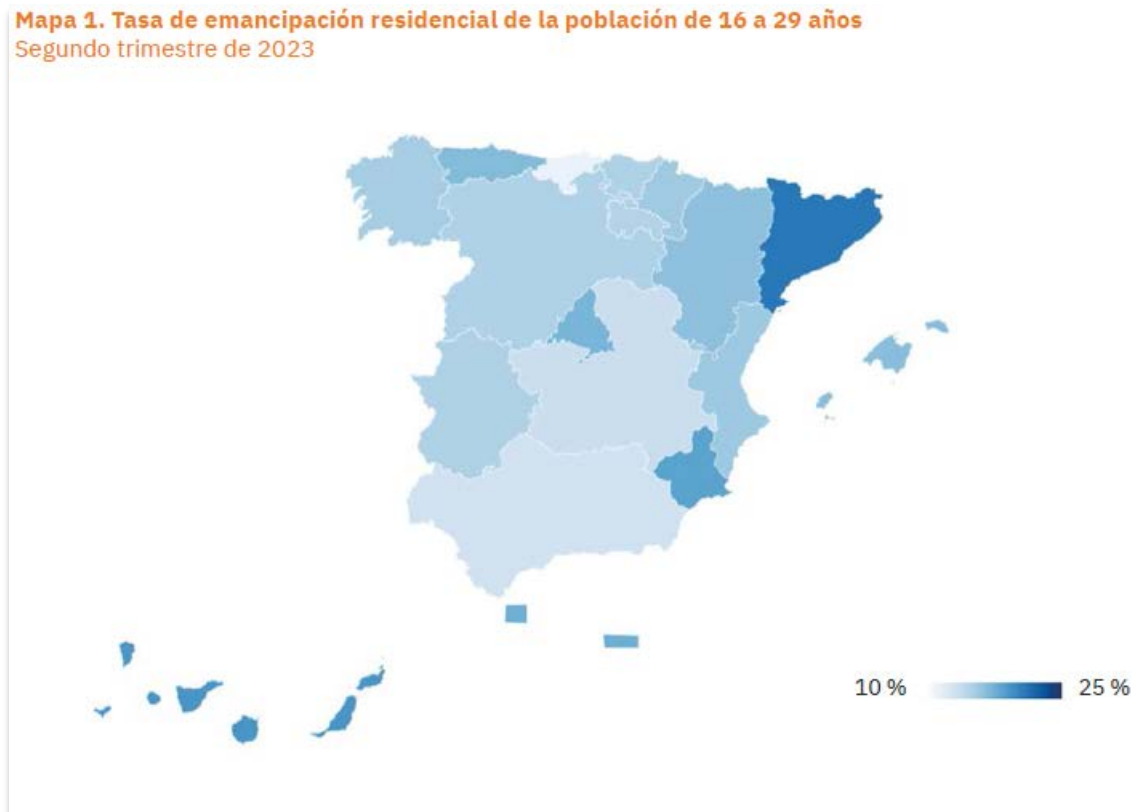 Mapa 1. Tasa de emancipación residencial de la población de 16 a 29 años
Segundo trimestre de 2023
10 % 25 %